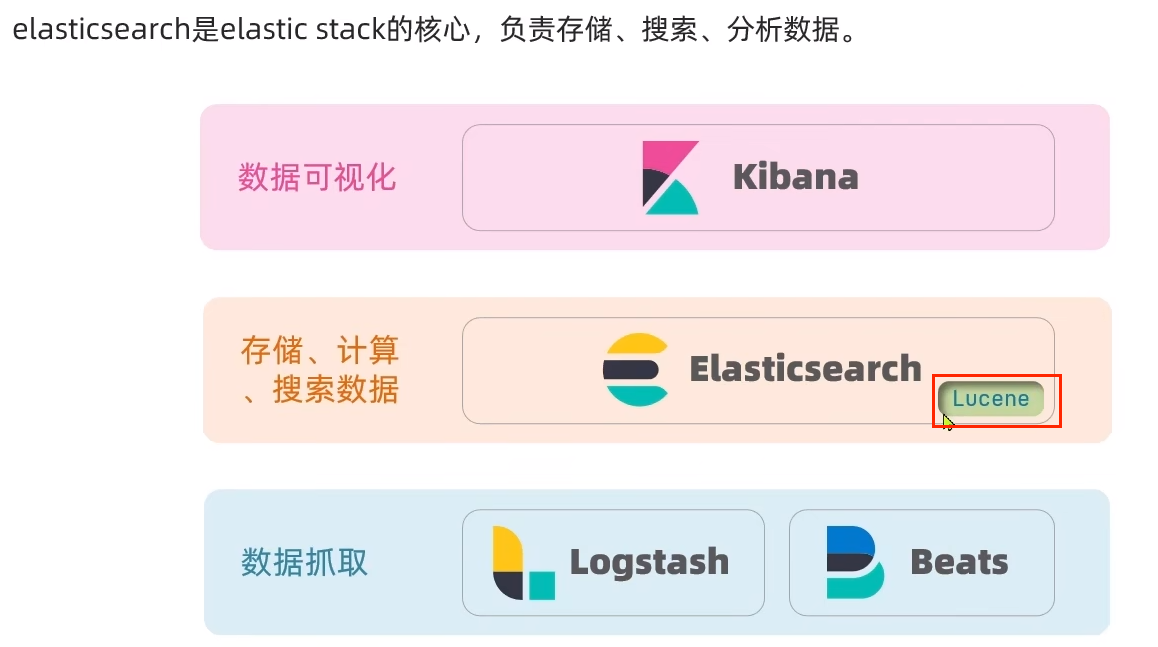 elasticsearch是elastic stack的核心，负责存储、搜索、分析数据。
数据可视化
Kibana
存储、计算
、搜索数据
Elasticsearch
Lucene
数据抓取
Logstash
Beats